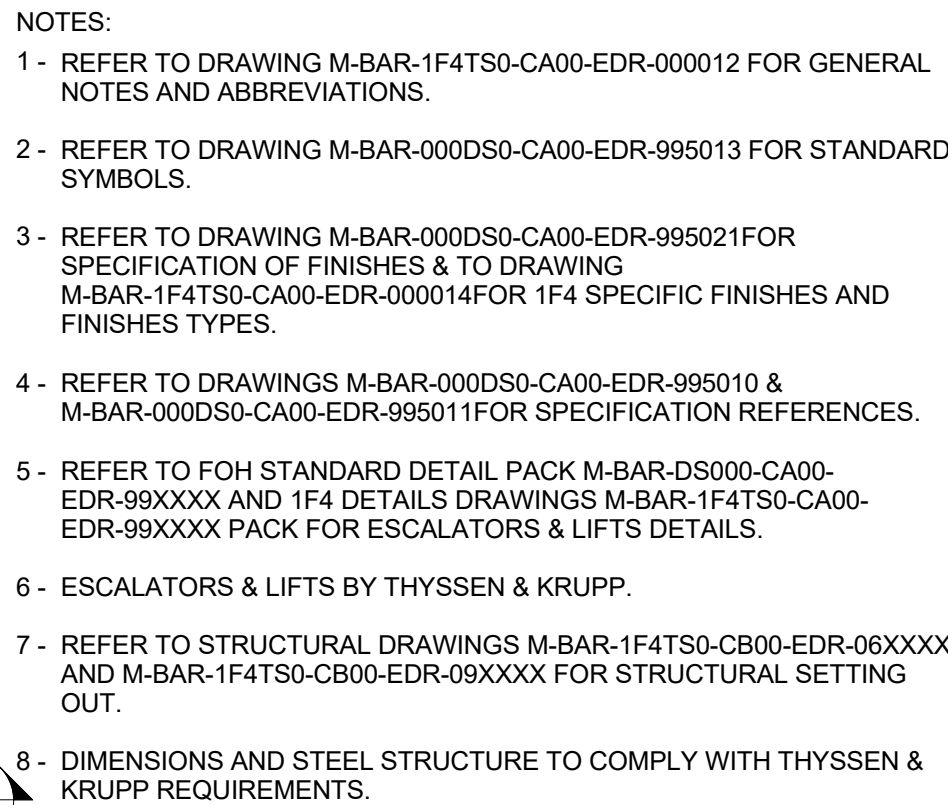 NOTES:
1 - REFER TO DRAWING M-BAR-1F4TS0-CA00-EDR-000012 FOR GENERAL
NOTES AND ABBREVIATIONS.
2 - REFER TO DRAWING M-BAR-000DS0-CA00-EDR-995013 FOR STANDARD
SYMBOLS.
3 - REFER TO DRAWING M-BAR-000DS0-CA00-EDR-995021FOR
SPECIFICATION OF FINISHES & TO DRAWING
M-BAR-1F4TS0-CA00-EDR-000014FOR 1F4 SPECIFIC FINISHES AND
FINISHES TYPES.
4 - REFER TO DRAWINGS M-BAR-000DS0-CA00-EDR-995010 &
M-BAR-000DS0-CA00-EDR-995011FOR SPECIFICATION REFERENCES.
5 - REFER TO FOH STANDARD DETAIL PACK M-BAR-DS000-CA00-
EDR-99XXXX AND 1F4 DETAILS DRAWINGS M-BAR-1F4TS0-CA00-
EDR-99XXXX PACK FOR ESCALATORS & LIFTS DETAILS.
6 - ESCALATORS & LIFTS BY THYSSEN & KRUPP.
7 - REFER TO STRUCTURAL DRAWINGS M-BAR-1F4TS0-CB00-EDR-06XXXX
AND M-BAR-1F4TS0-CB00-EDR-09XXXX FOR STRUCTURAL SETTING
OUT.
8 - DIMENSIONS AND STEEL STRUCTURE TO COMPLY WITH THYSSEN &
KRUPP REQUIREMENTS.